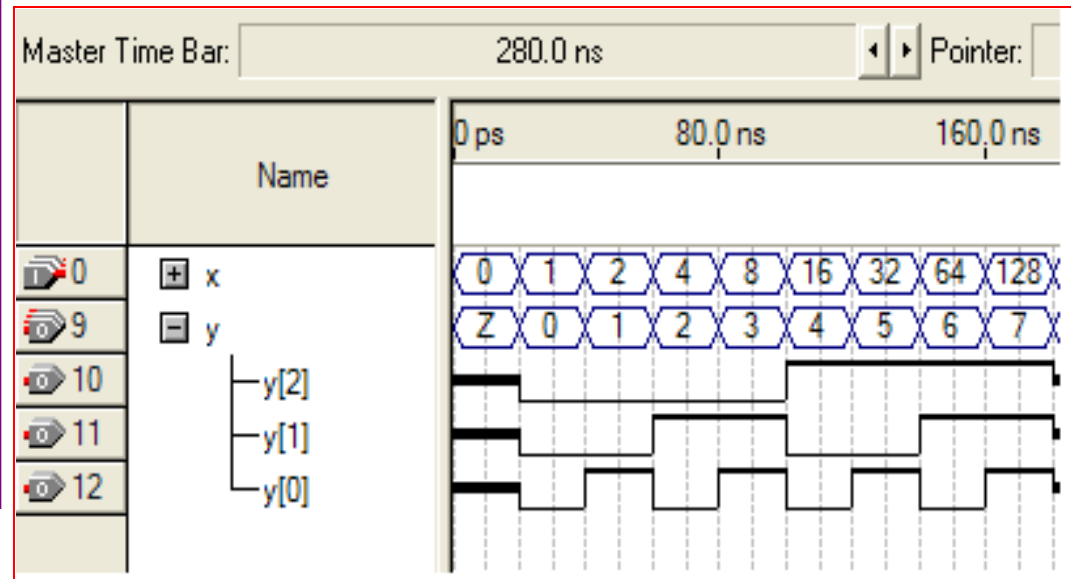 Master Time Bar: 280.0 ns Pointer:
0 ps 80.0 ns 160.0 ns
Name
0 x 0 1 2 4 8 16 32 64 128
9 y Z 0 1 2 3 4 5 6 7
10 y[2]
11 y[1]
12 y[0]